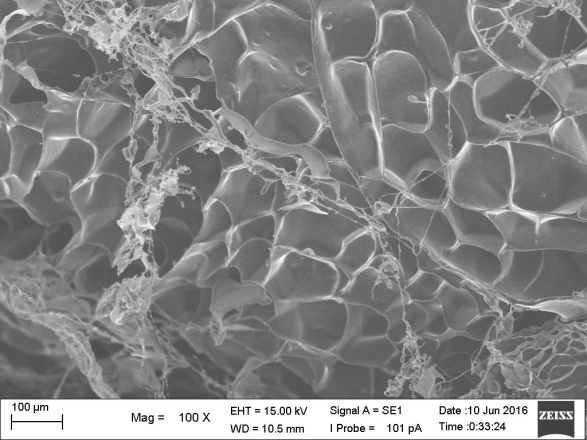 100 µm
Mag = 100 X
EHT = 15.00 kV
WD = 10.5 mm
Signal A = SE1
I Probe = 101 pA
Date :10 Jun 2016
Time :0:33:24
ZEISS